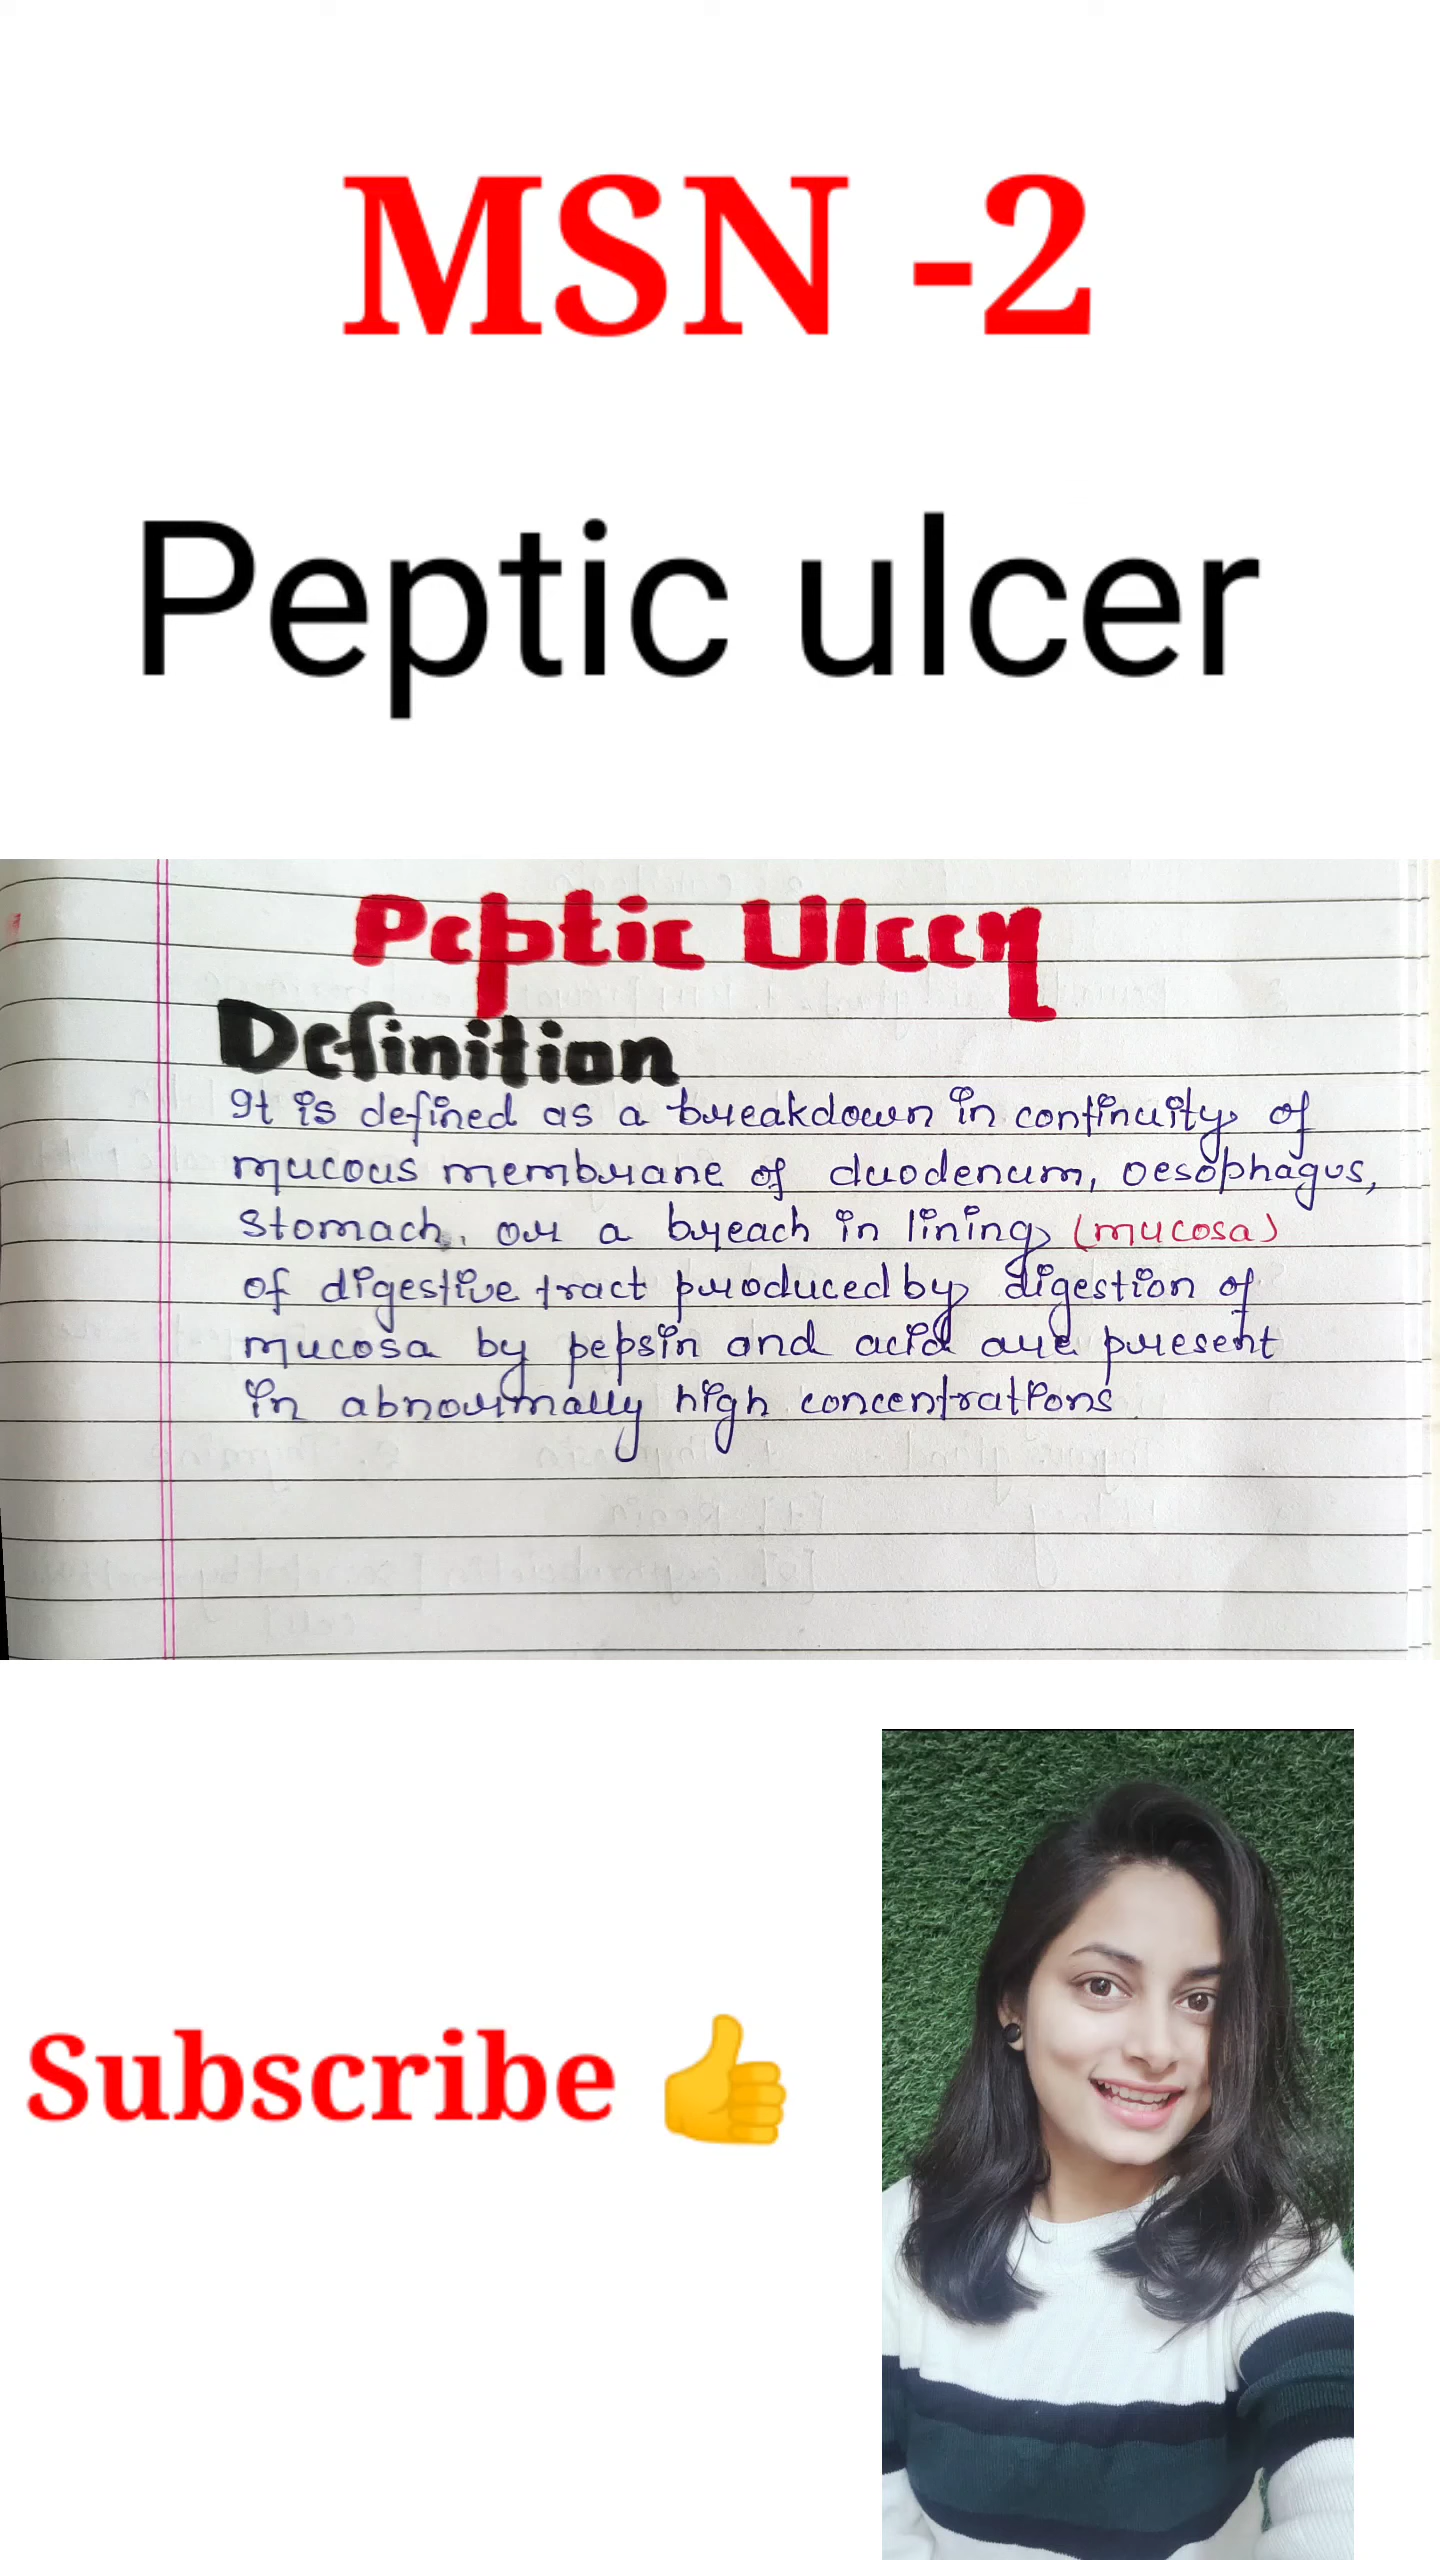 MSN -2
Peptic ulcer
Peptic Ulcer
Definition
It is defined as a breakdown in continuity of
mucous membrane of duodenum, oesophagus,
stomach, or a breach in lining (mucosa)
of digestive tract produced by digestion of
mucosa by pepsin and acid are present
in abnormally high concentrations
Subscribe 👍